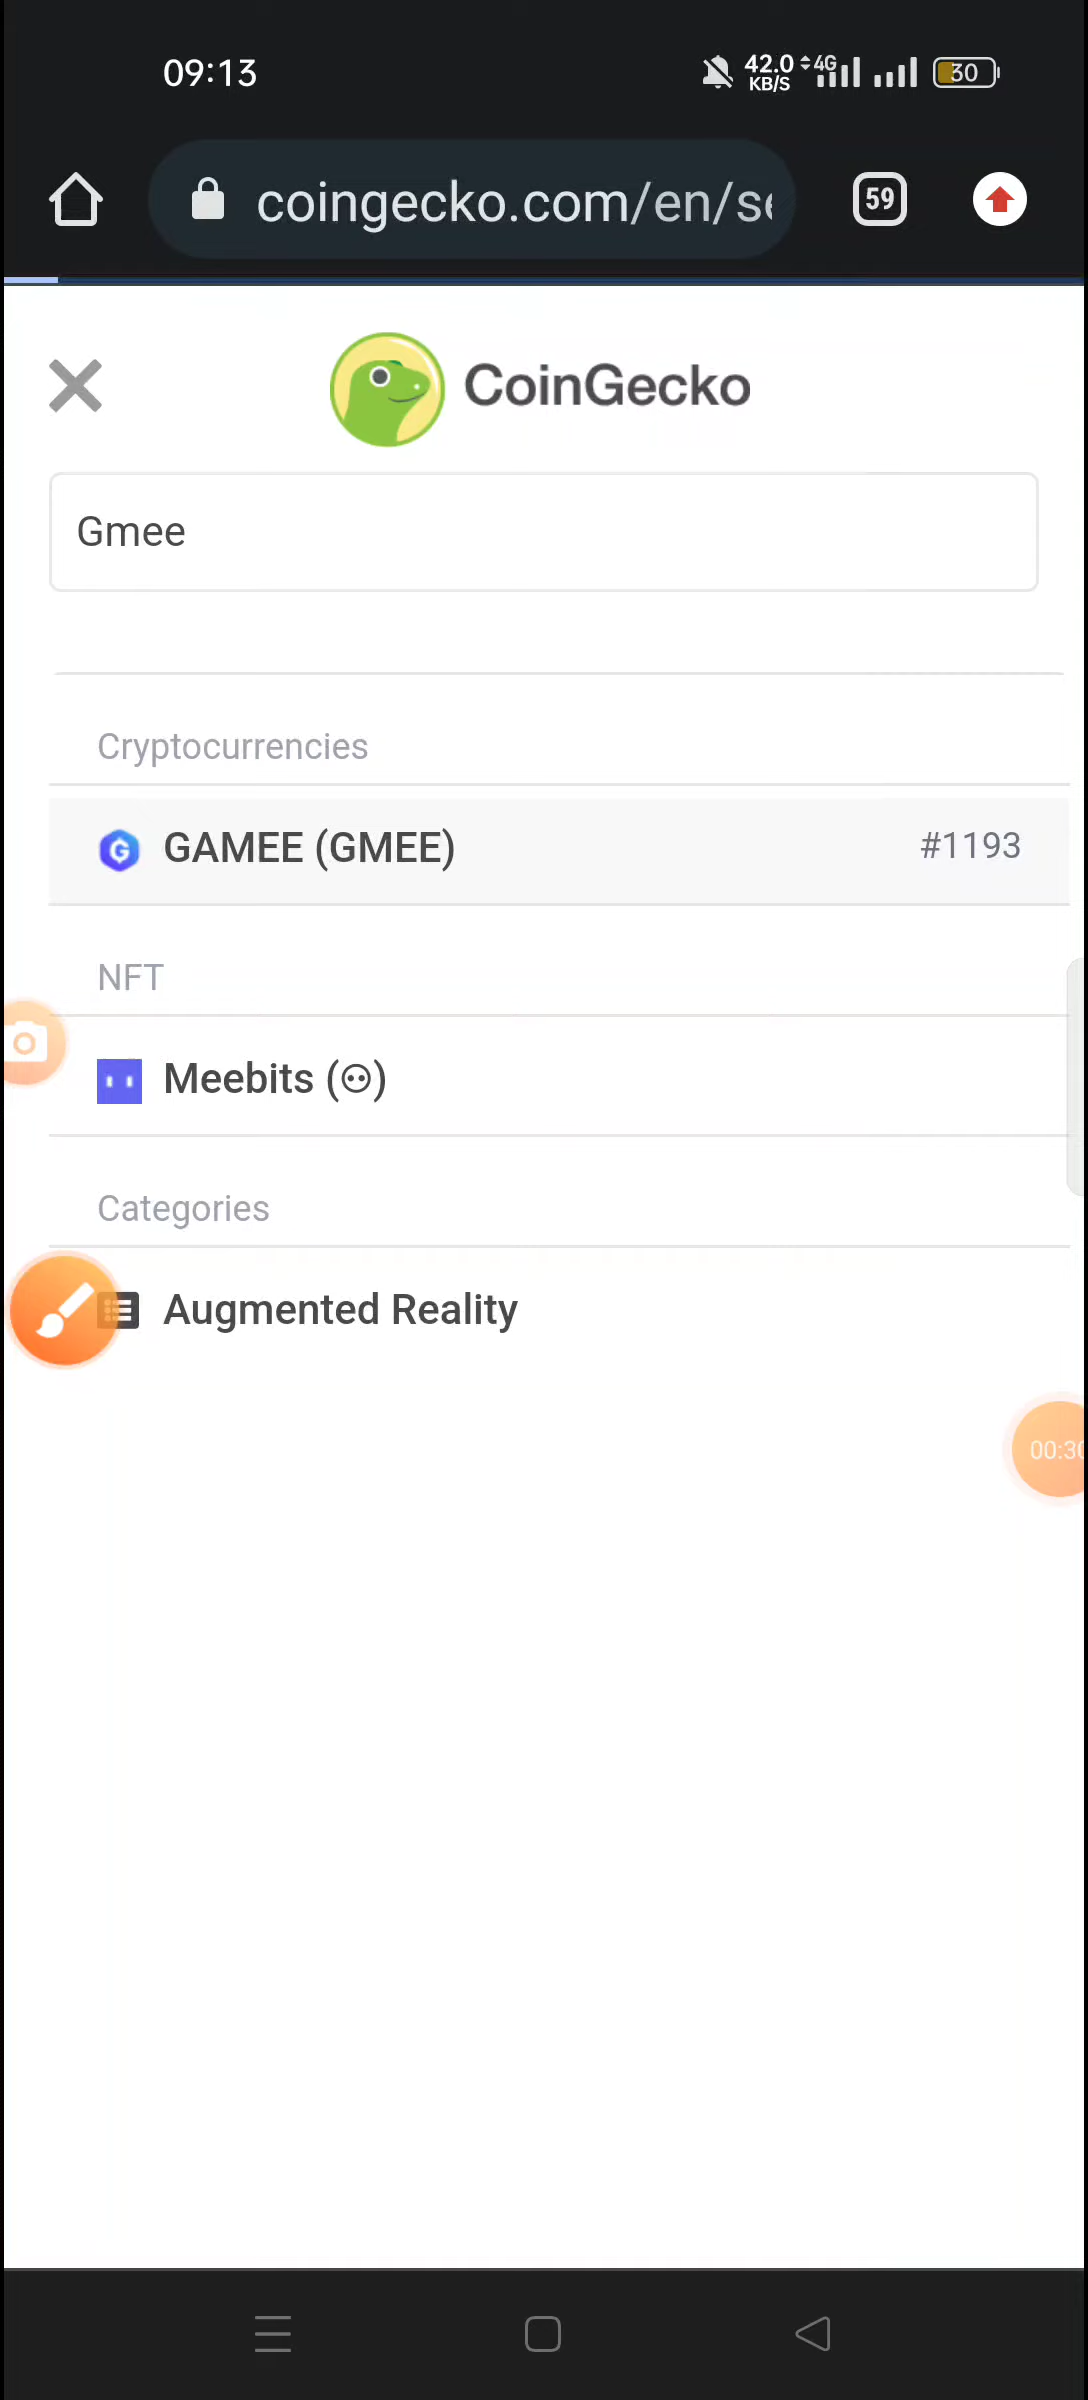 09:13
42.0 KB/S 4G 30
coingecko.com/en/se
59
CoinGecko
Gmee
Cryptocurrencies
GAMEE (GMEE) #1193
NFT
Meebits (⚇)
Categories
Augmented Reality
00:30